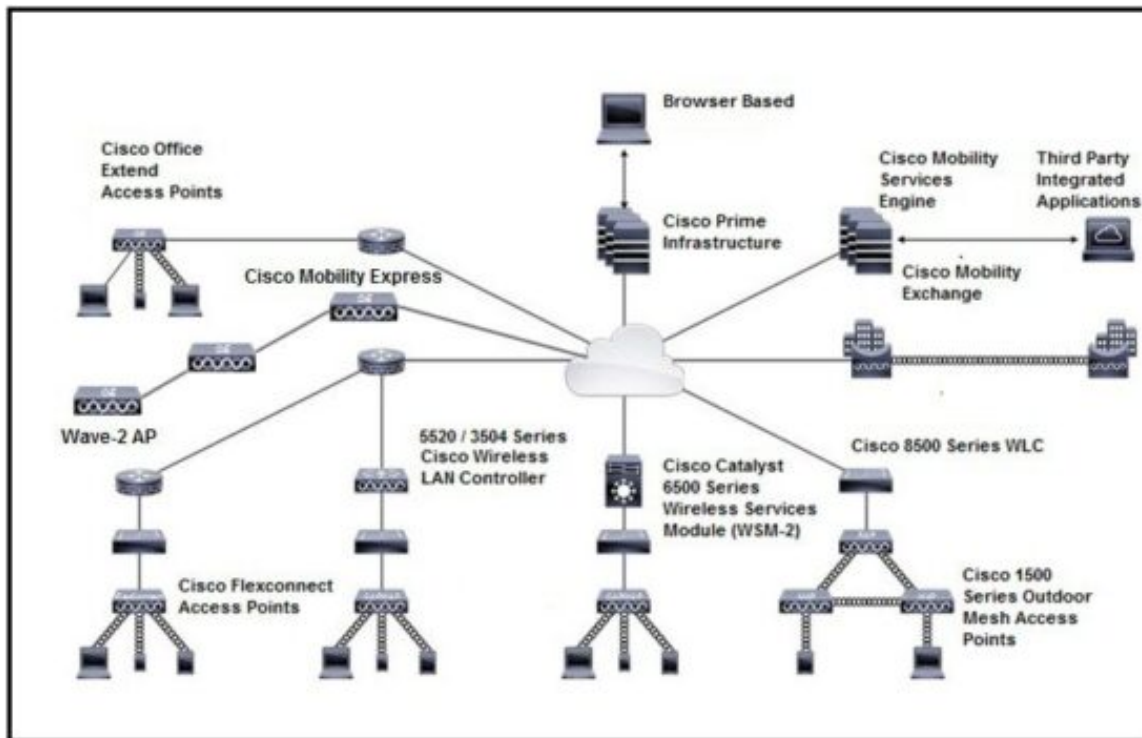 Browser Based
Cisco Office
Extend
Access Points
Cisco Mobility
Services
Engine
Third Party
Integrated
Applications
Cisco Prime
Infrastructure
Cisco Mobility Express
Cisco Mobility
Exchange
Wave-2 AP
5520 / 3504 Series
Cisco Wireless
LAN Controller
Cisco Catalyst
6500 Series
Wireless Services
Module (WSM-2)
Cisco 8500 Series WLC
Cisco Flexconnect
Access Points
Cisco 1500
Series Outdoor
Mesh Access
Points